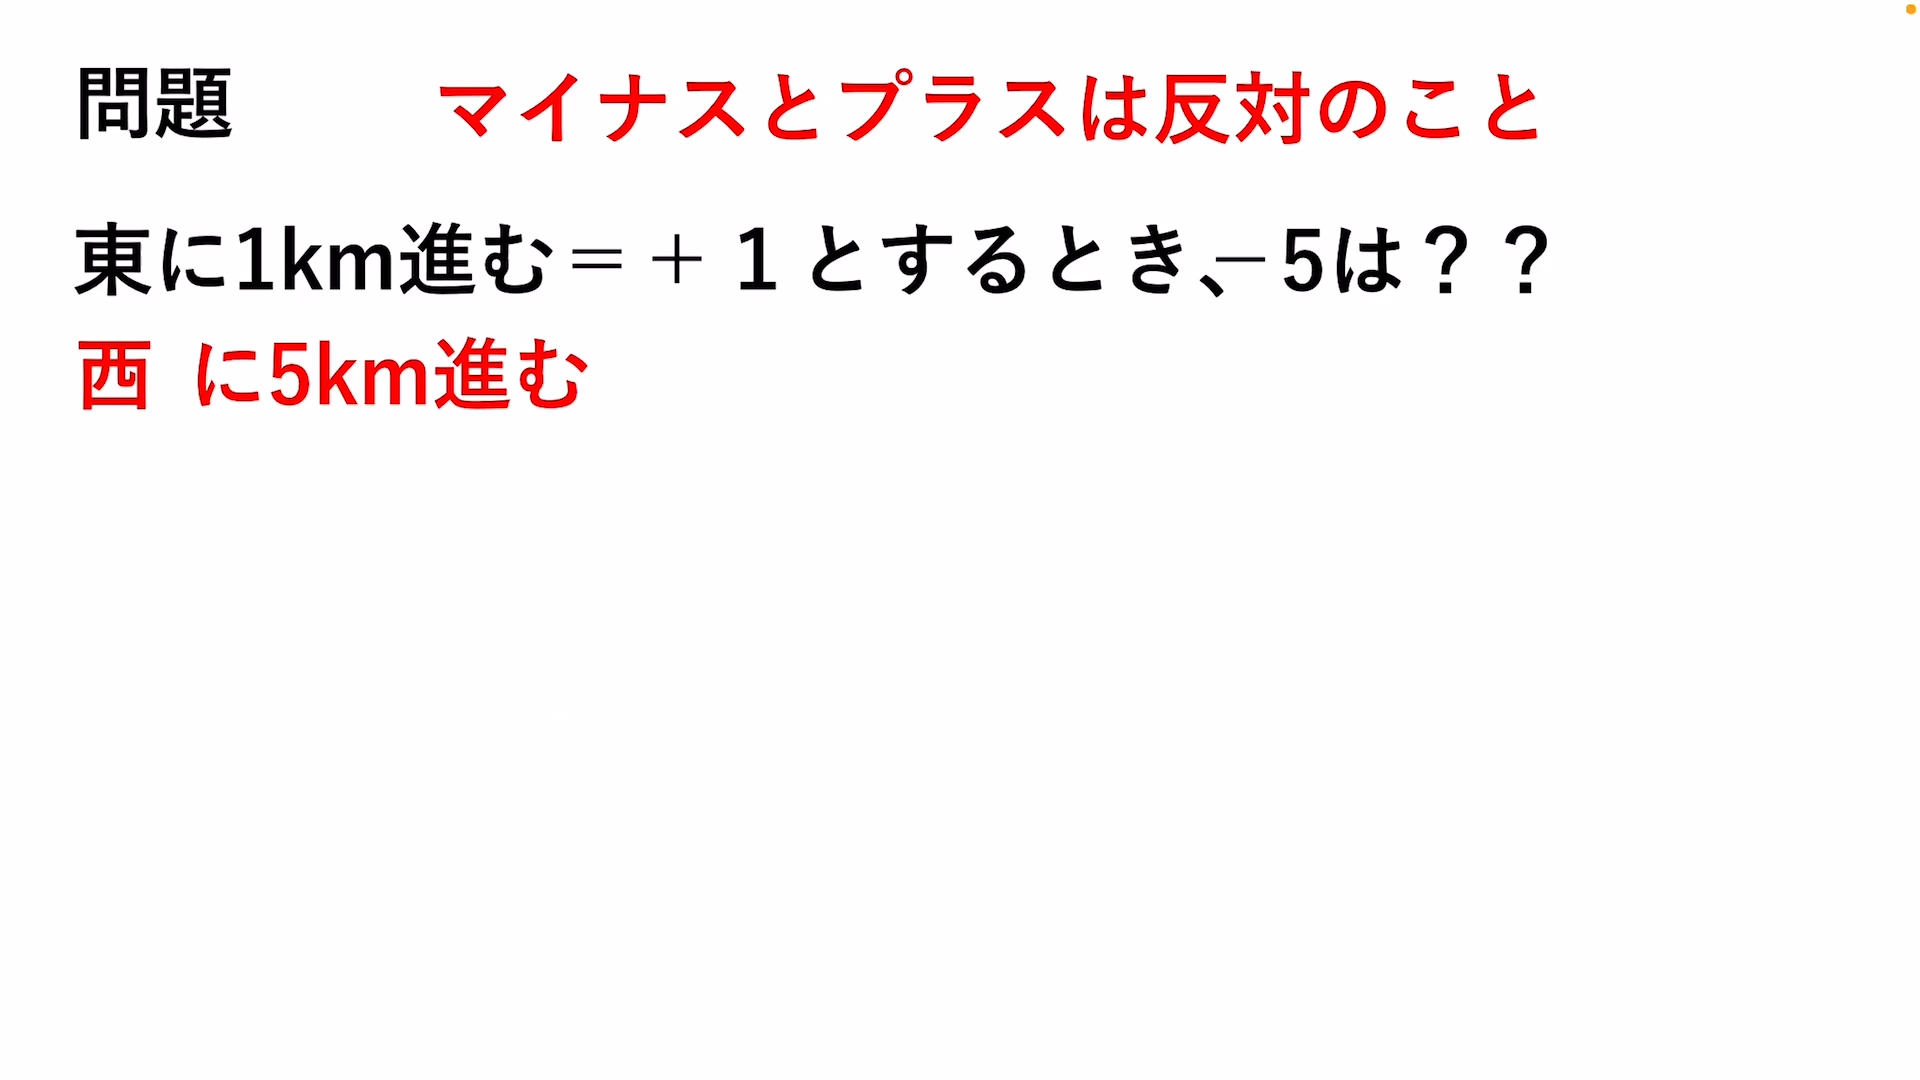 問題 マイナスとプラスは反対のこと
東に1km進む＝＋１とするとき、－5は？？
西 に5km進む